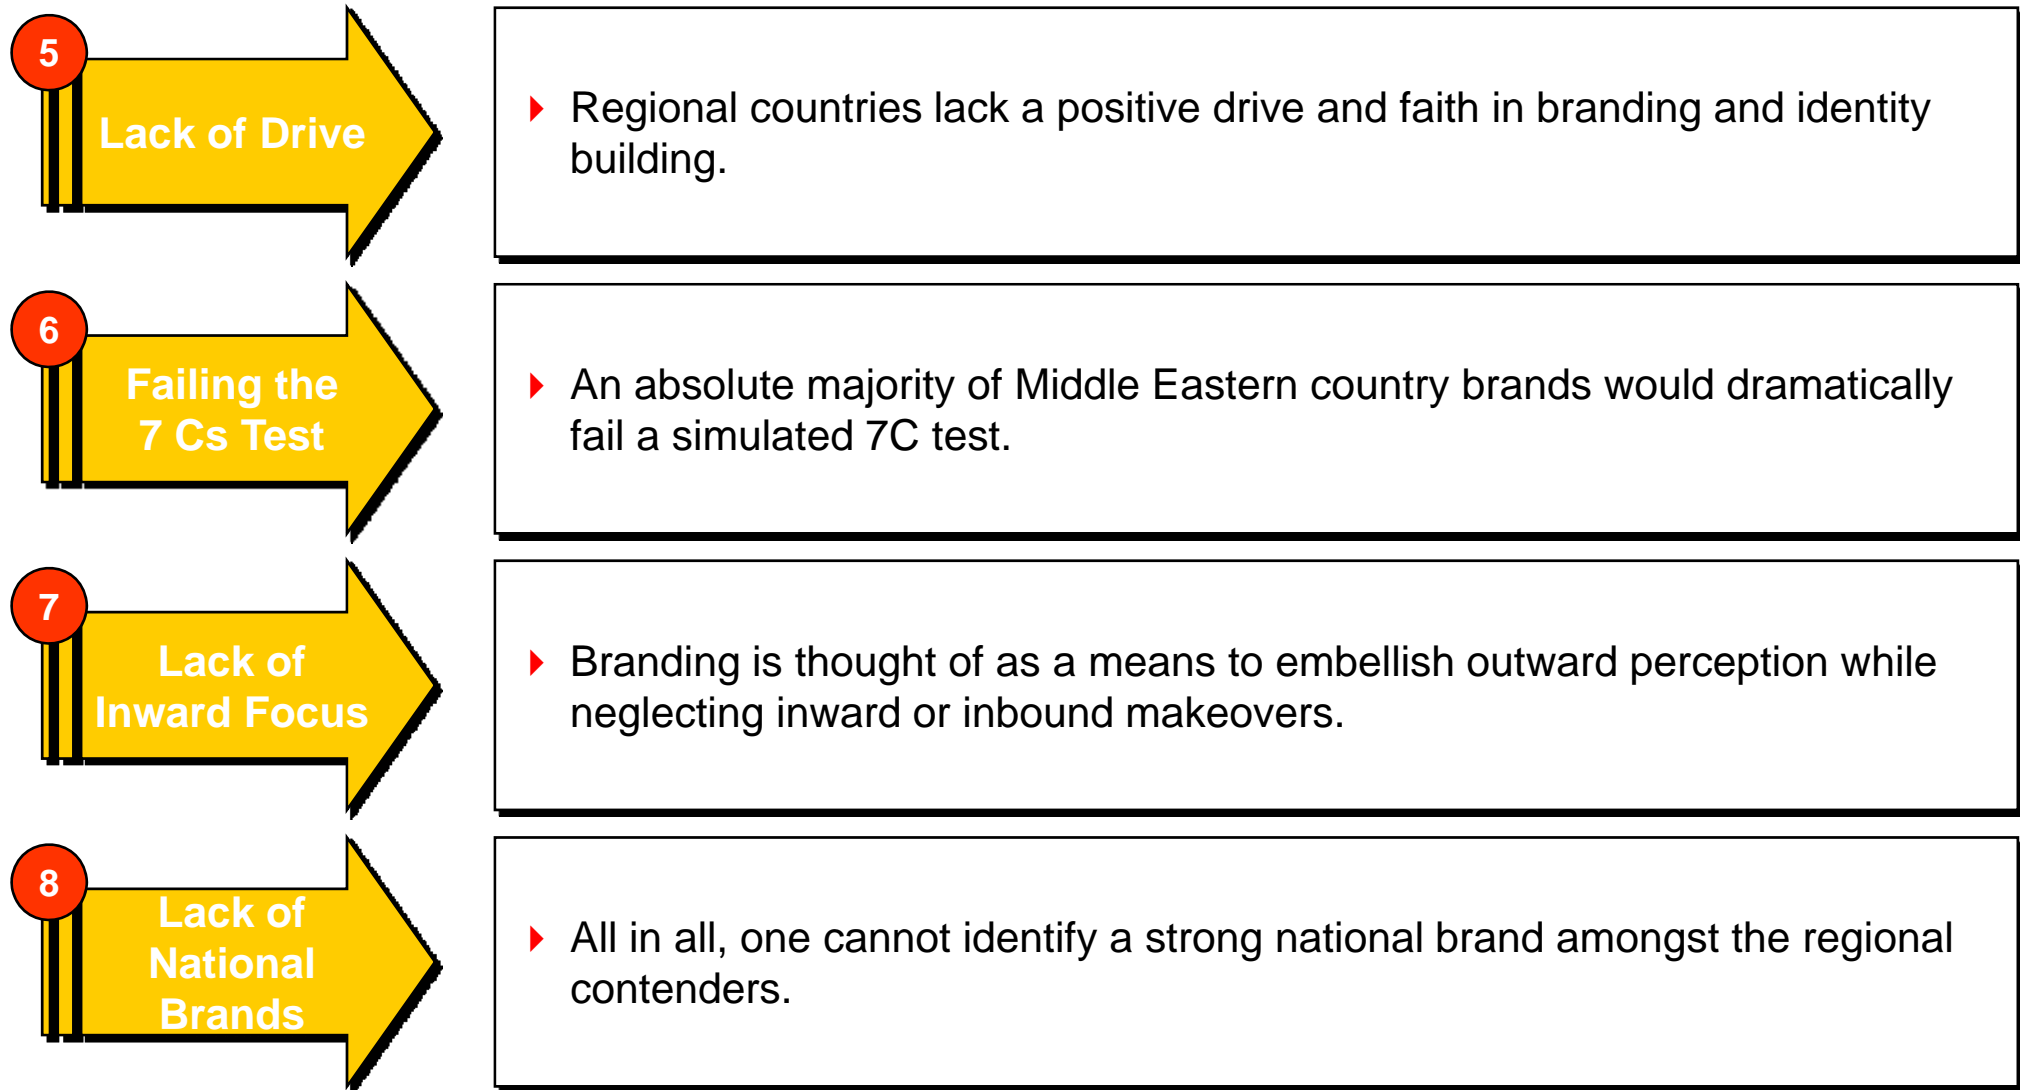 5
Lack of Drive
Regional countries lack a positive drive and faith in branding and identity
building.
6
Failing the
7 Cs Test
An absolute majority of Middle Eastern country brands would dramatically
fail a simulated 7C test.
7
Lack of
Inward Focus
Branding is thought of as a means to embellish outward perception while
neglecting inward or inbound makeovers.
8
Lack of
National
Brands
All in all, one cannot identify a strong national brand amongst the regional
contenders.